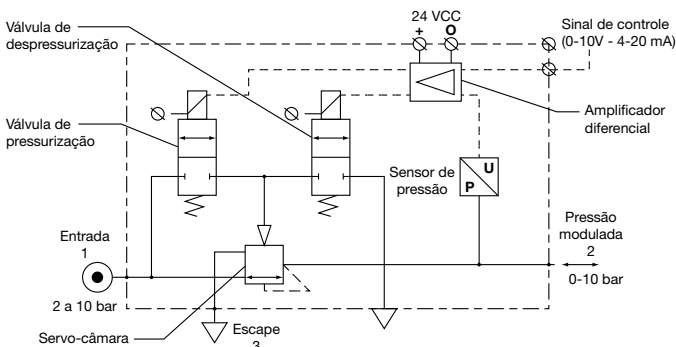 Válvula de
despressurização
24 VCC
+ O
Sinal de controle
(0-10V - 4-20 mA)
Válvula de
pressurização
Amplificador
diferencial
Sensor de
pressão
U
P
Entrada
1
2 a 10 bar
Pressão
modulada
2
0-10 bar
Servo-câmara
Escape
3